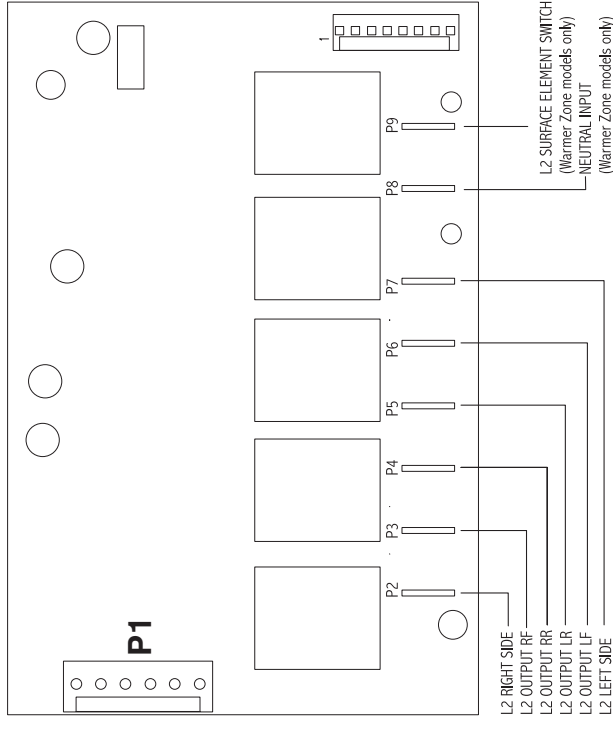 1
P9
P8
P7
P6
P5
P4
P3
P2
P1
L2 SURFACE ELEMENT SWITCH
(Warmer Zone models only)
NEUTRAL INPUT
(Warmer Zone models only)
L2 RIGHT SIDE
L2 OUTPUT RF
L2 OUTPUT RR
L2 OUTPUT LR
L2 OUTPUT LF
L2 LEFT SIDE